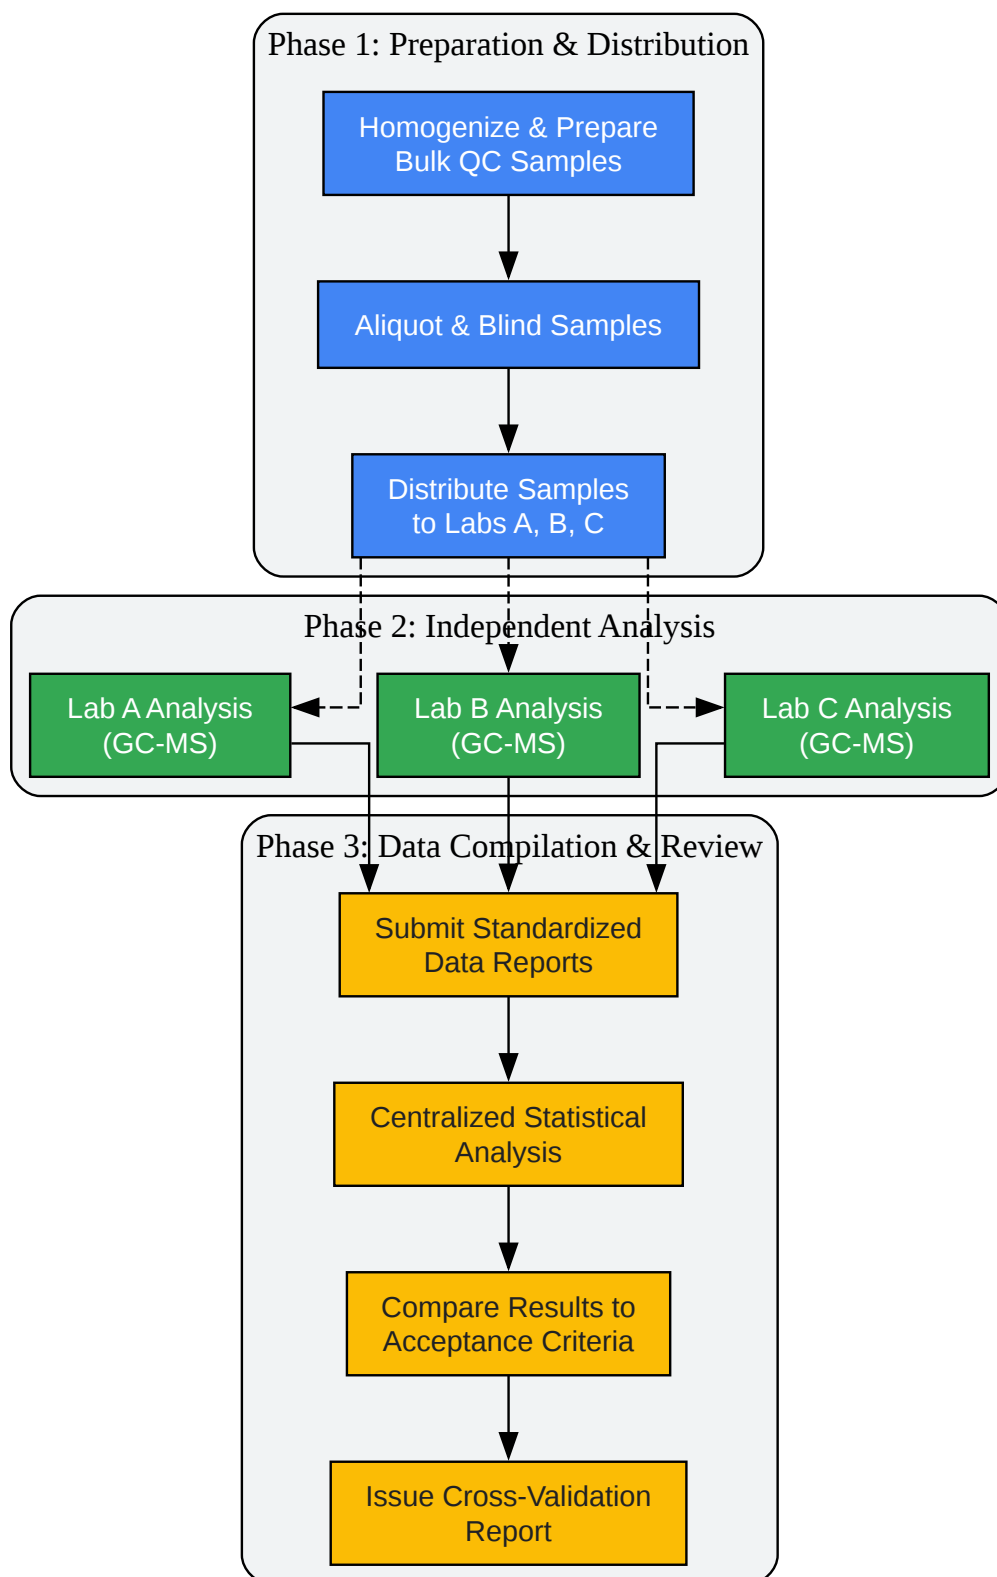 Phase 1: Preparation & Distribution
Homogenize & Prepare
Bulk QC Samples
Aliquot & Blind Samples
Distribute Samples
to Labs A, B, C
Phase 2: Independent Analysis
Lab A Analysis
(GC-MS)
Lab B Analysis
(GC-MS)
Lab C Analysis
(GC-MS)
Phase 3: Data Compilation & Review
Submit Standardized
Data Reports
Centralized Statistical
Analysis
Compare Results to
Acceptance Criteria
Issue Cross-Validation
Report